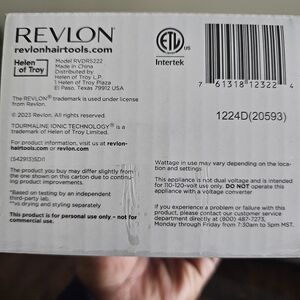 REVLON
revlonhairtools.com
Helen
of Troy
Model RVDR5222
Made in China
Distributed by
Helen of Troy L.P.
1 Helen of Troy Plaza
El Paso, Texas 79912 USA
ETL
Intertek
7 61318 12322 4
1224D(20593)
The REVLON® trademark is used under license
from Revlon.
© 2023 Revlon. All rights reserved.
TOURMALINE IONIC TECHNOLOGY® is a
trademark of Helen of Troy Limited.
For more product information, visit us at revlon-
hairtools.com or revlon.com.
The product you buy may differ slightly from
the one shown on this carton due to continuing
product improvement.
*Based on testing by an independent
third-party lab.
**vs drying and styling separately
This product is for personal use only – not for
commercial use.
Wattage in use may vary depending on the loca-
tion and settings
This appliance is not dual voltage and is intended
for 110-120-volt use only. DO NOT operate this
appliance with a voltage converter
If you experience a problem or failure with this
product, please contact our customer service
department directly at (800) 487-7273,
Monday through Friday from 7:30am to 5pm MST.